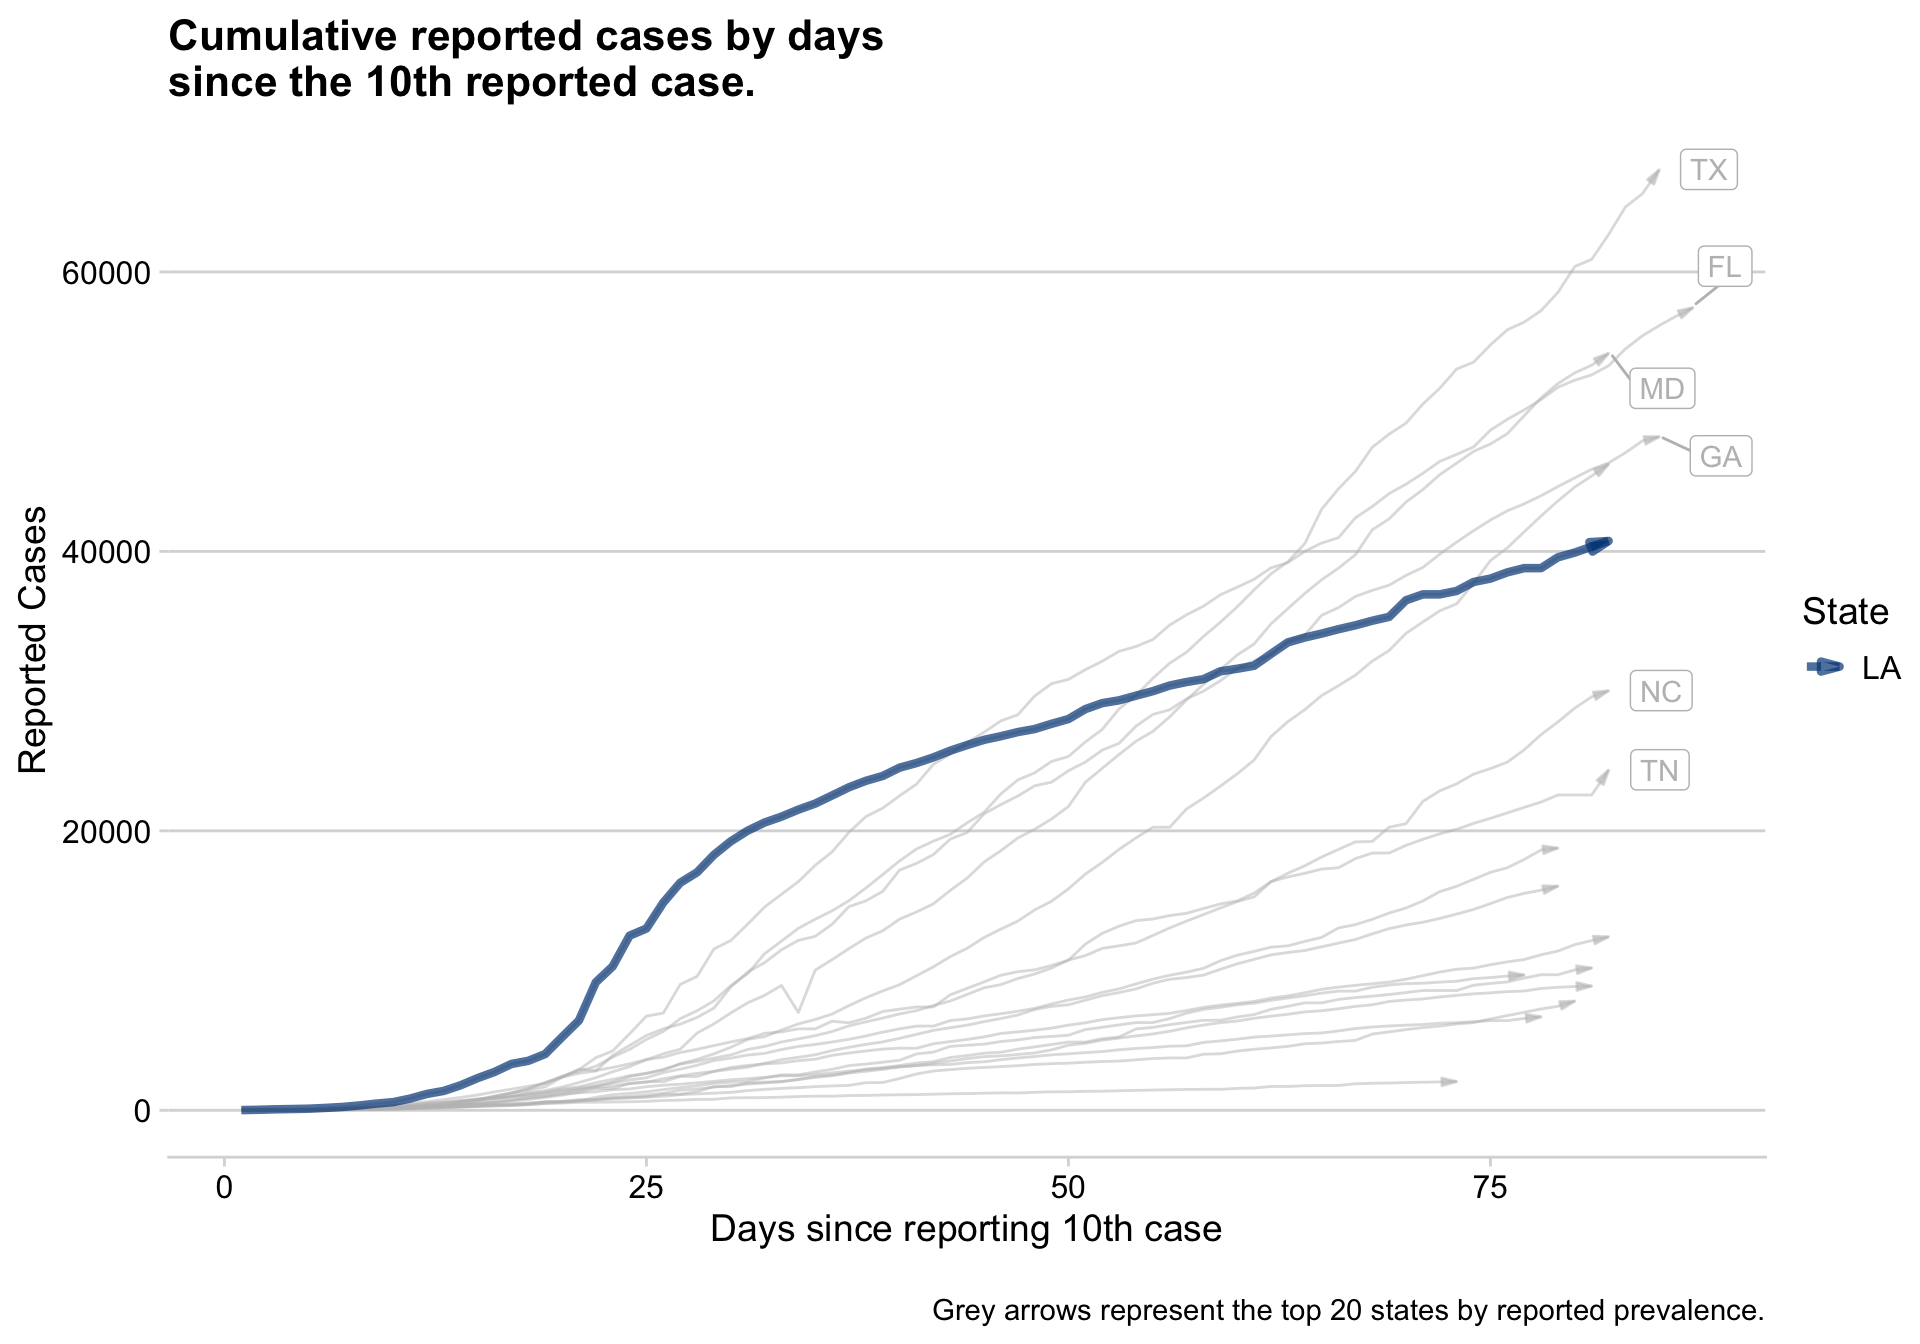 Cumulative reported cases by days
since the 10th reported case.
TX
60000
FL
MD
GA
40000
Reported Cases
State
LA
NC
TN
20000
0
0 25 50 75
Days since reporting 10th case
Grey arrows represent the top 20 states by reported prevalence.